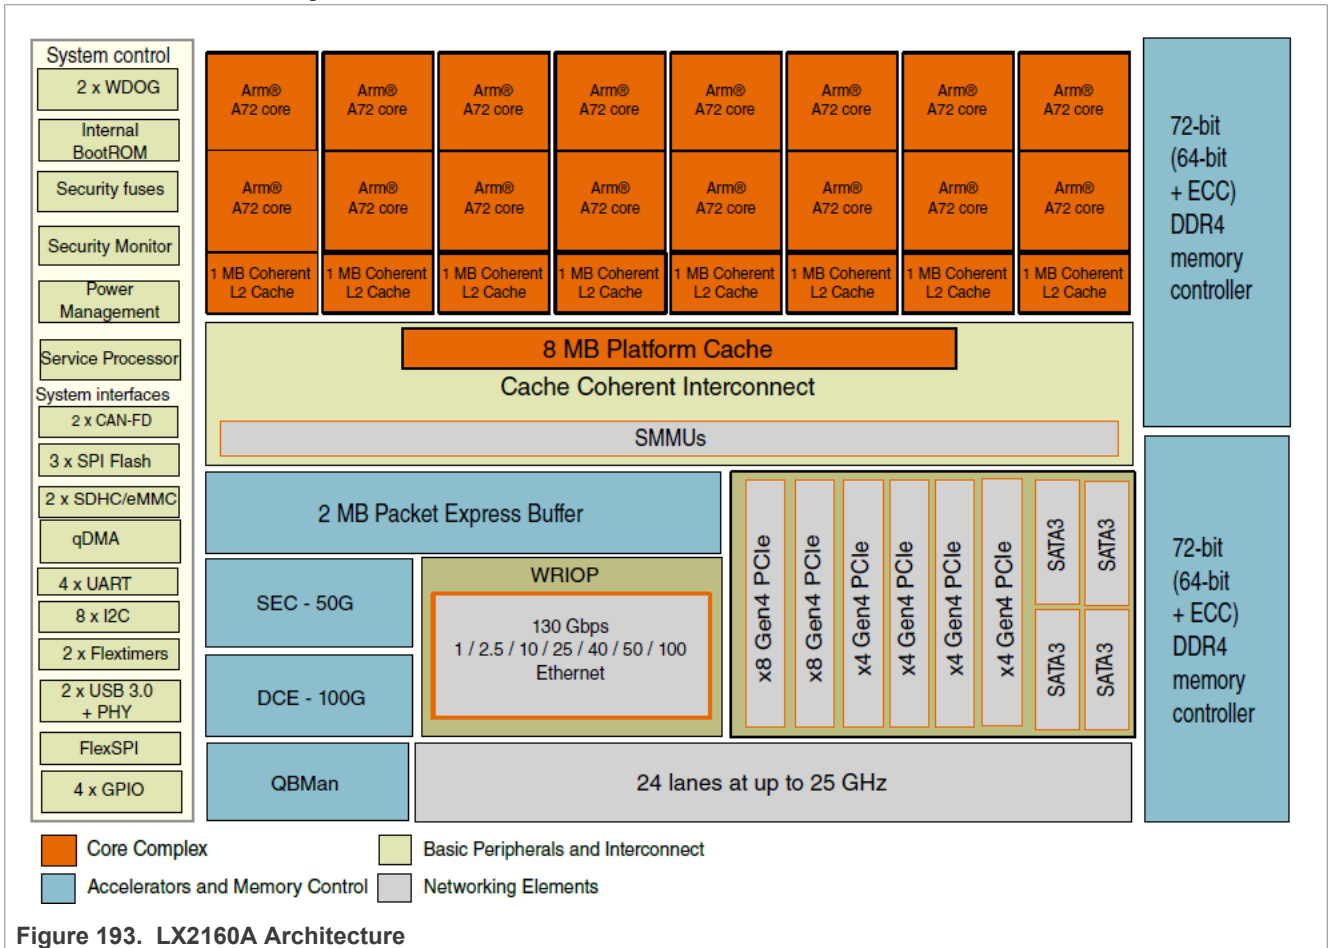 System control
2 x WDOG
Internal
BootROM
Security fuses
Security Monitor
Power
Management
Service Processor
System interfaces
2 x CAN-FD
3 x SPI Flash
2 x SDHC/eMMC
qDMA
4 x UART
8 x I2C
2 x Flextimers
2 x USB 3.0
+ PHY
FlexSPI
4 x GPIO
Arm®
A72 core
Arm®
A72 core
Arm®
A72 core
Arm®
A72 core
Arm®
A72 core
Arm®
A72 core
Arm®
A72 core
Arm®
A72 core
Arm®
A72 core
Arm®
A72 core
Arm®
A72 core
Arm®
A72 core
Arm®
A72 core
Arm®
A72 core
Arm®
A72 core
Arm®
A72 core
1 MB Coherent
L2 Cache
1 MB Coherent
L2 Cache
1 MB Coherent
L2 Cache
1 MB Coherent
L2 Cache
1 MB Coherent
L2 Cache
1 MB Coherent
L2 Cache
1 MB Coherent
L2 Cache
1 MB Coherent
L2 Cache
8 MB Platform Cache
Cache Coherent Interconnect
SMMUs
2 MB Packet Express Buffer
SEC - 50G
DCE - 100G
QBMan
WRIOP
130 Gbps
1 / 2.5 / 10 / 25 / 40 / 50 / 100
Ethernet
x8 Gen4 PCIe
x8 Gen4 PCIe
x4 Gen4 PCIe
x4 Gen4 PCIe
x4 Gen4 PCIe
x4 Gen4 PCIe
SATA3
SATA3
SATA3
SATA3
24 lanes at up to 25 GHz
72-bit
(64-bit
+ ECC)
DDR4
memory
controller
72-bit
(64-bit
+ ECC)
DDR4
memory
controller
Core Complex
Basic Peripherals and Interconnect
Accelerators and Memory Control
Networking Elements
Figure 193. LX2160A Architecture